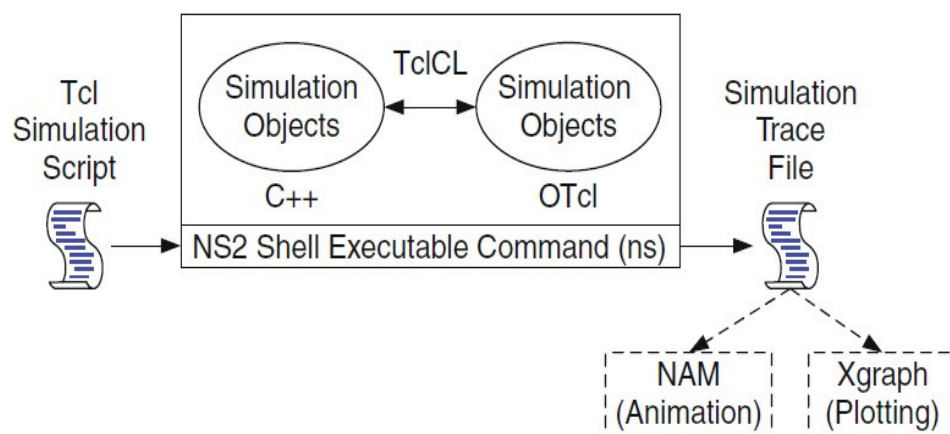 Tcl
Simulation
Script
TclCL
Simulation
Objects
C++
Simulation
Objects
OTcl
NS2 Shell Executable Command (ns)
Simulation
Trace
File
NAM
(Animation)
Xgraph
(Plotting)